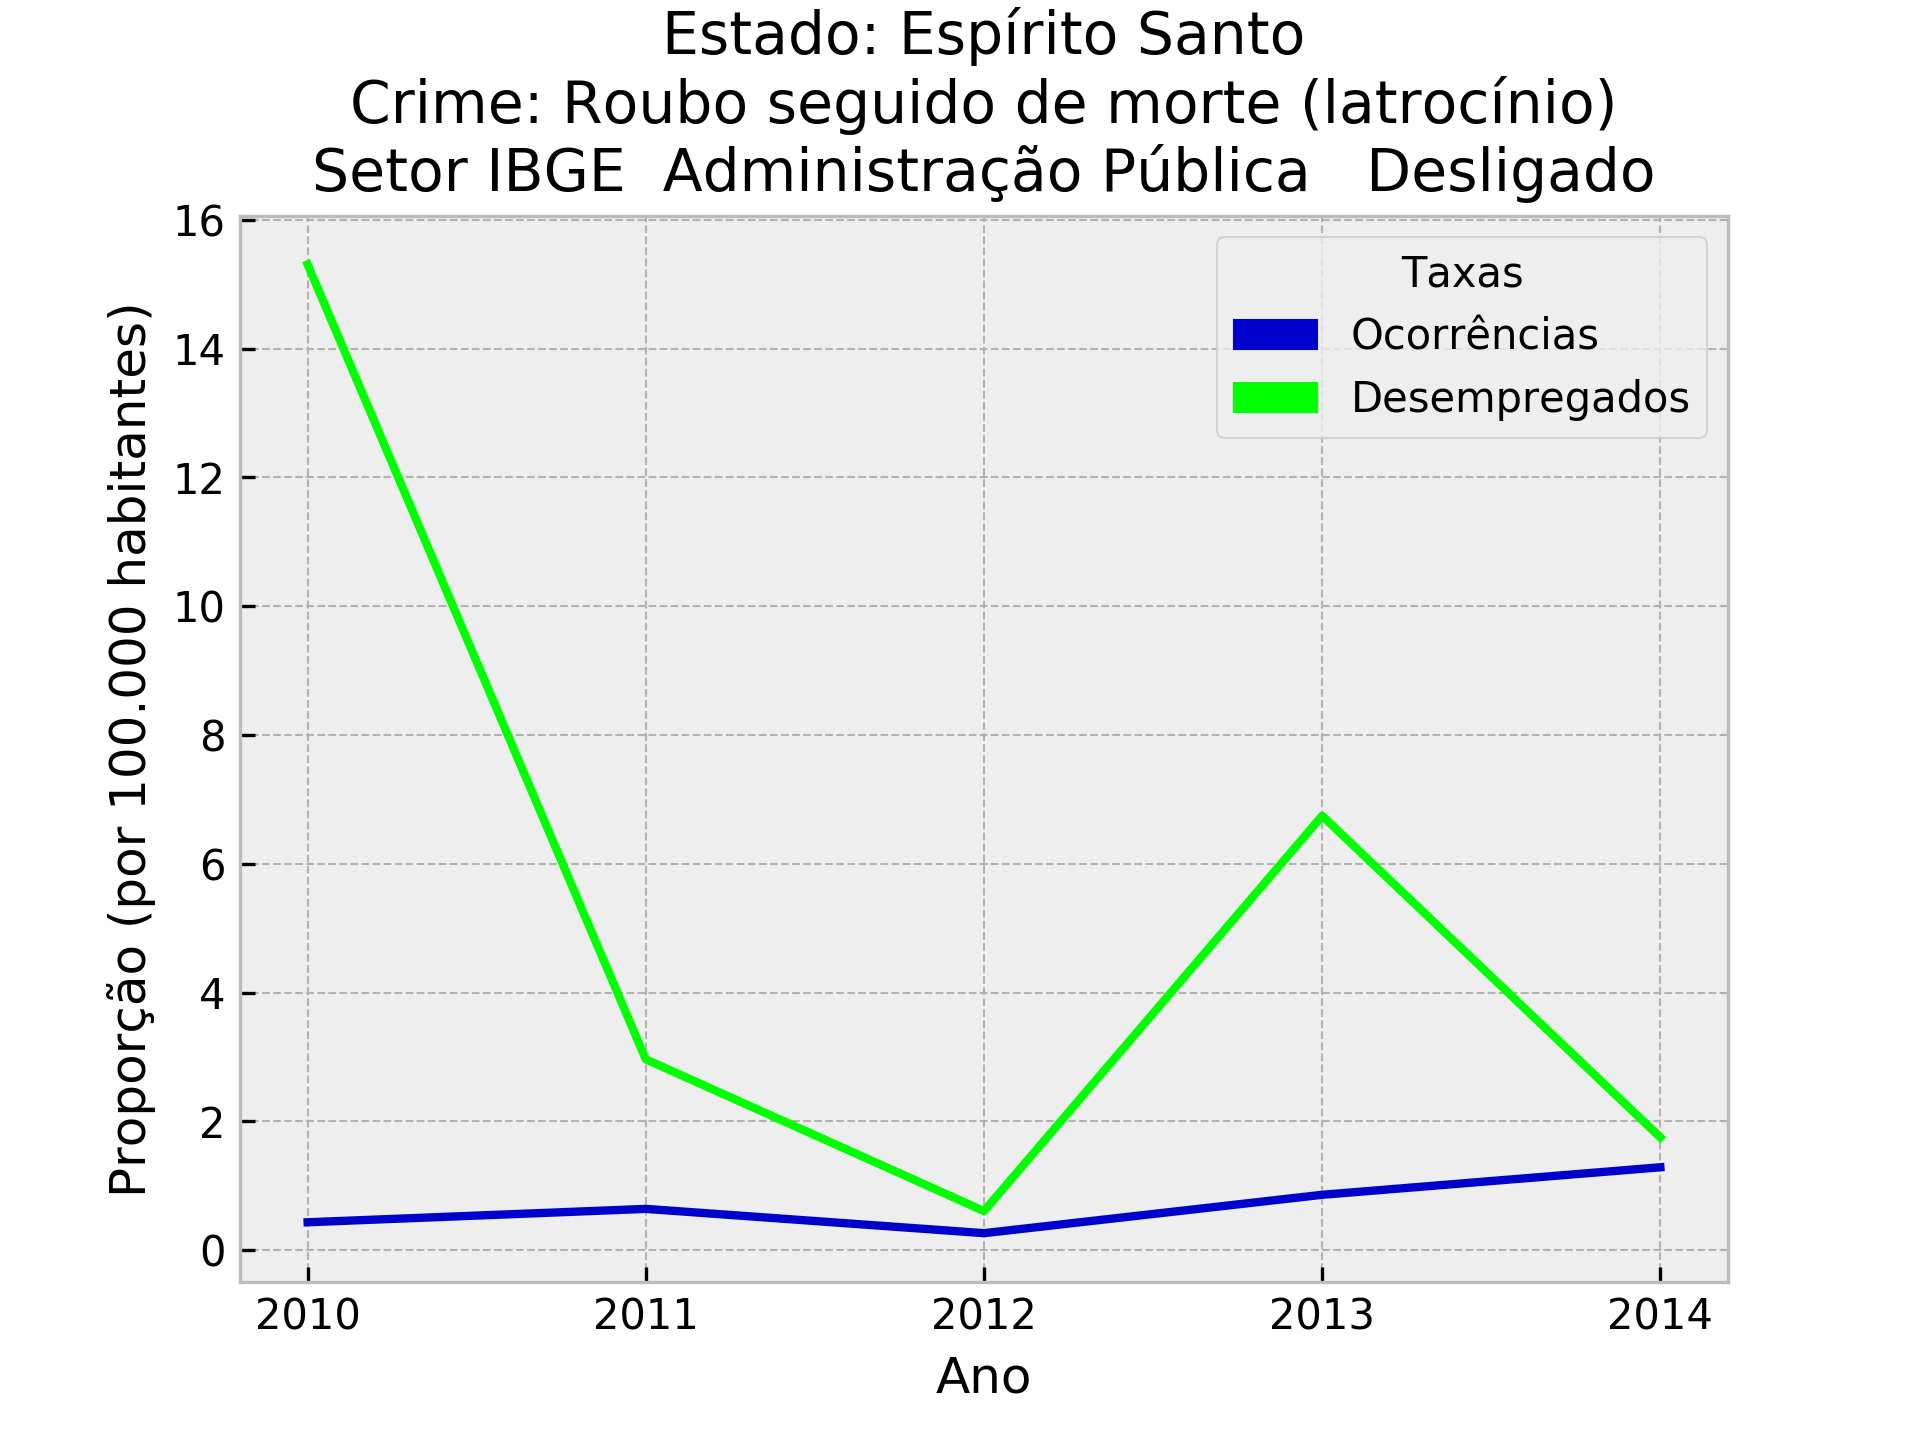 Estado: Espírito Santo
Crime: Roubo seguido de morte (latrocínio)
Setor IBGE  Administração Pública   Desligado
16
14
12
10
8
6
4
2
0
Proporção (por 100.000 habitantes)
Taxas
Ocorrências
Desempregados
2010
2011
2012
2013
2014
Ano